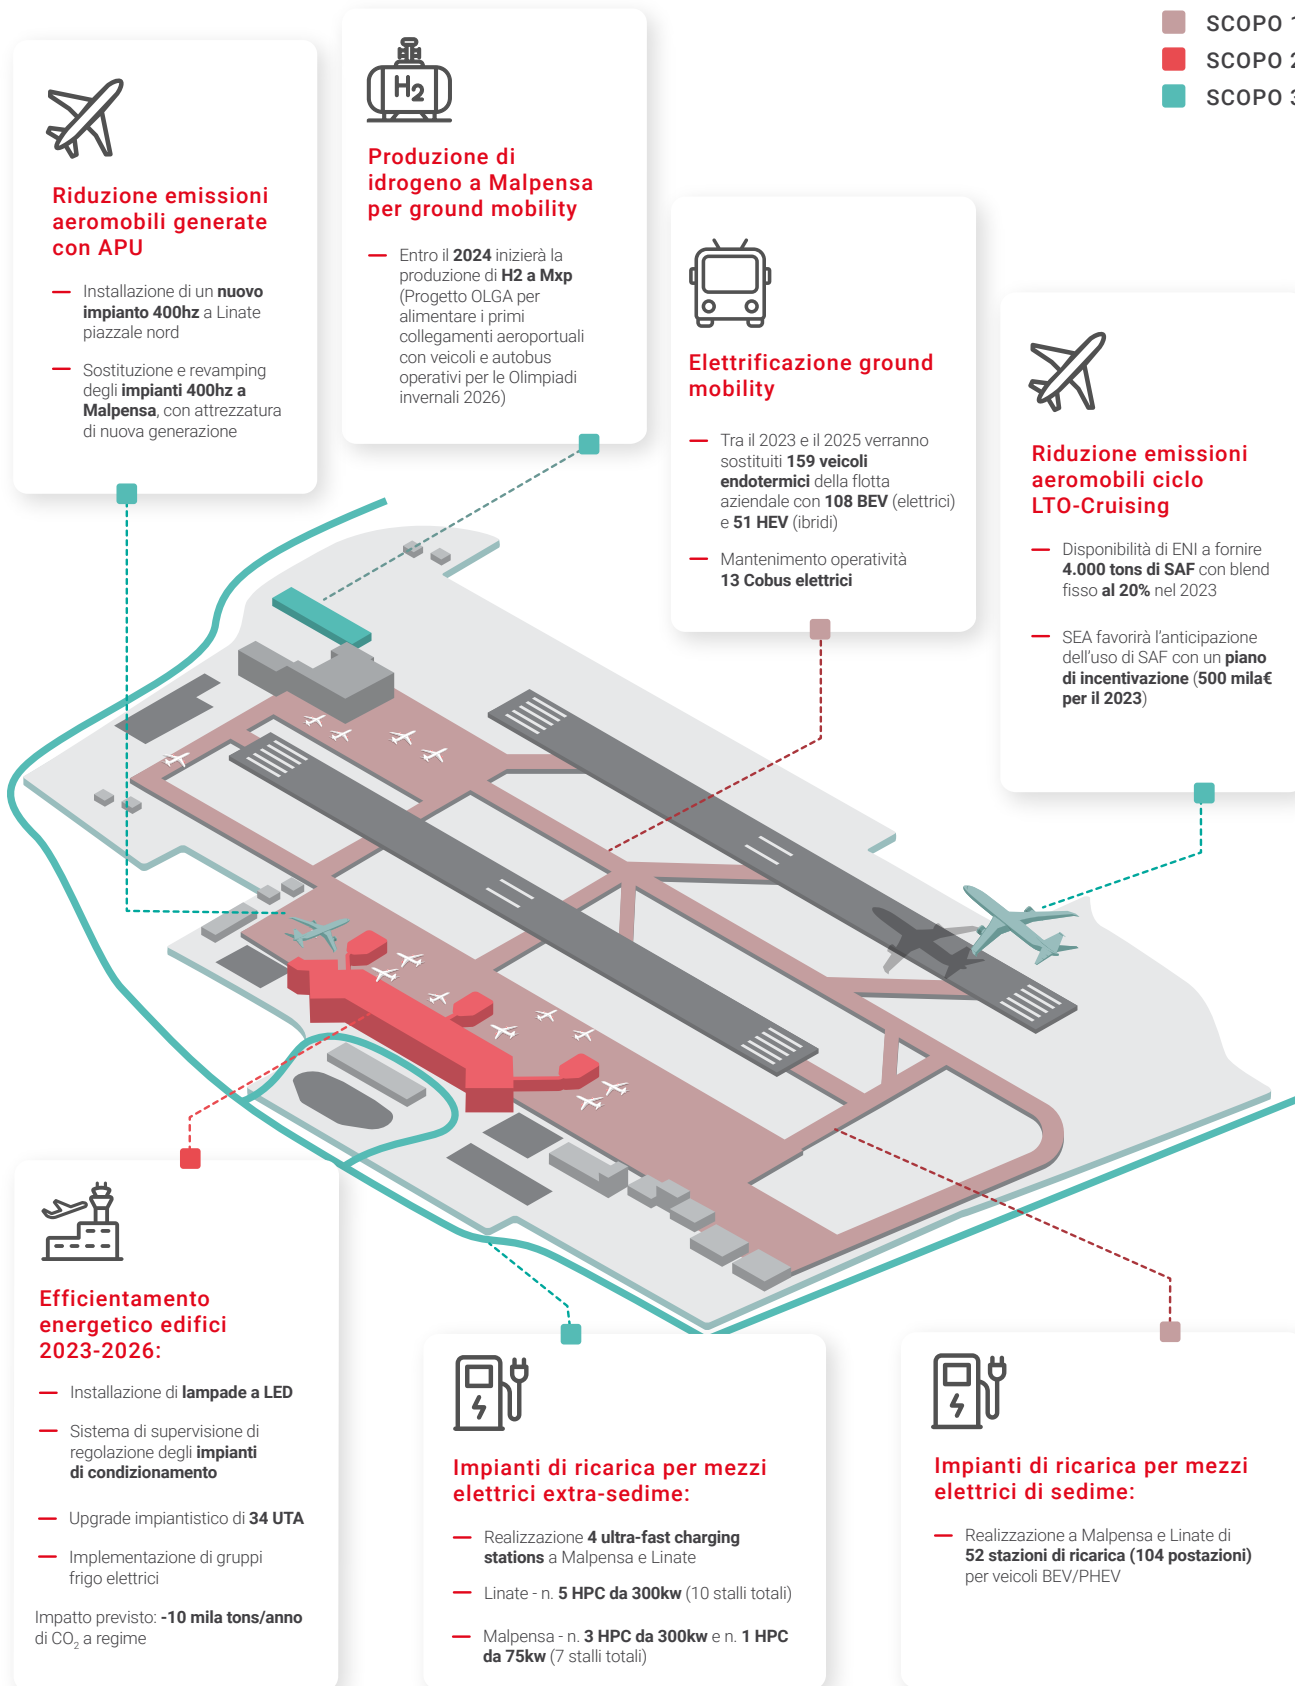 SCOPO 1
SCOPO 2
SCOPO 3
Riduzione emissioni
aeromobili generate
con APU
Installazione di un nuovo
impianto 400hz a Linate
piazzale nord
Sostituzione e revamping
degli impianti 400hz a
Malpensa, con attrezzatura
di nuova generazione
H2
Produzione di
idrogeno a Malpensa
per ground mobility
Entro il 2024 inizierà la
produzione di H2 a Mxp
(Progetto OLGA per
alimentare i primi
collegamenti aeroportuali
con veicoli e autobus
operativi per le Olimpiadi
invernali 2026)
Elettrificazione ground
mobility
Tra il 2023 e il 2025 verranno
sostituiti 159 veicoli
endotermici della flotta
aziendale con 108 BEV (elettrici)
e 51 HEV (ibridi)
Mantenimento operatività
13 Cobus elettrici
Riduzione emissioni
aeromobili ciclo
LTO-Cruising
Disponibilità di ENI a fornire
4.000 tons di SAF con blend
fisso al 20% nel 2023
SEA favorirà l'anticipazione
dell'uso di SAF con un piano
di incentivazione (500 mila€
per il 2023)
Efficientamento
energetico edifici
2023-2026:
Installazione di lampade a LED
Sistema di supervisione di
regolazione degli impianti
di condizionamento
Upgrade impiantistico di 34 UTA
Implementazione di gruppi
frigo elettrici
Impatto previsto: -10 mila tons/anno
di CO₂ a regime
Impianti di ricarica per mezzi
elettrici extra-sedime:
Realizzazione 4 ultra-fast charging
stations a Malpensa e Linate
Linate - n. 5 HPC da 300kw (10 stalli totali)
Malpensa - n. 3 HPC da 300kw e n. 1 HPC
da 75kw (7 stalli totali)
Impianti di ricarica per mezzi
elettrici di sedime:
Realizzazione a Malpensa e Linate di
52 stazioni di ricarica (104 postazioni)
per veicoli BEV/PHEV